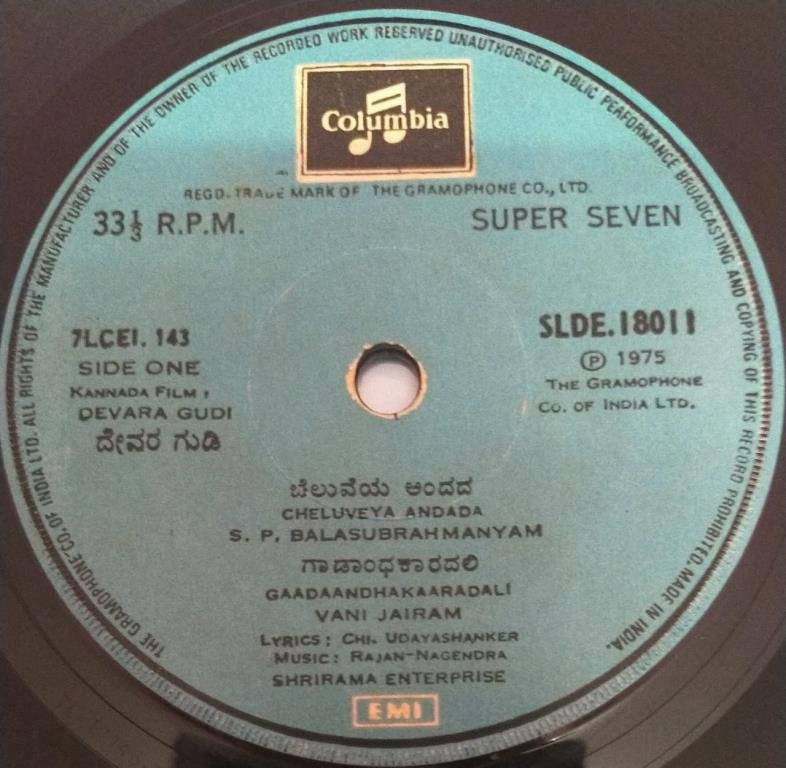 THE GRAMOPHONE CO. OF INDIA LTD. ALL RIGHTS OF THE MANUFACTURER AND OF THE OWNER OF THE RECORDED WORK RESERVED UNAUTHORISED PUBLIC PERFORMANCE BROADCASTING AND COPYING OF THIS RECORD PROHIBITED. MADE IN INDIA.
Columbia
REGD. TRADE MARK OF THE GRAMOPHONE CO., LTD.
33⅓ R.P.M.
SUPER SEVEN
7LCEI. 143
SIDE ONE
KANNADA FILM :
DEVARA GUDI
ದೇವರ ಗುಡಿ
SLDE.18011
Ⓟ 1975
THE GRAMOPHONE
CO. OF INDIA LTD.
ಚೆಲುವೆಯ ಅಂದದ
CHELUVEYA ANDADA
S. P. BALASUBRAHMANYAM
ಗಾಡಾಂಧಕಾರದಲಿ
GAADAANDHAKAARADALI
VANI JAIRAM
LYRICS : CHI. UDAYASHANKER
MUSIC : RAJAN-NAGENDRA
SHRIRAMA ENTERPRISE
EMI